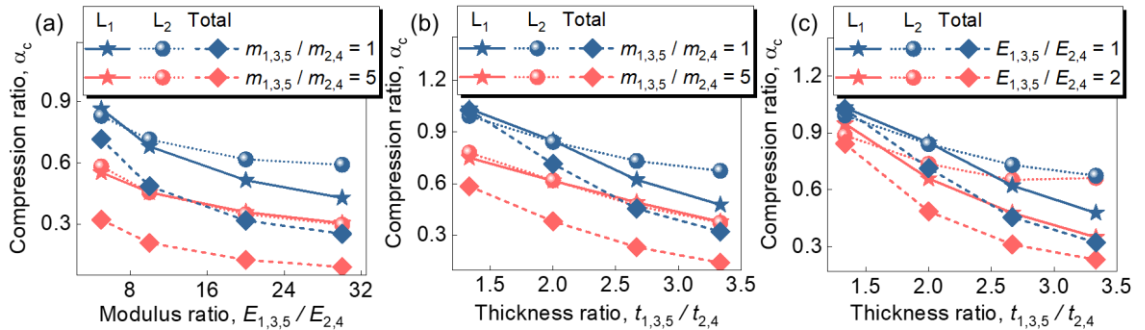 (a)
L₁ L₂ Total
m₁,₃,₅ / m₂,₄ = 1
m₁,₃,₅ / m₂,₄ = 5
Compression ratio, α_c
0.9
0.6
0.3
8 16 24 32
Modulus ratio, E₁,₃,₅ / E₂,₄
(b)
L₁ L₂ Total
m₁,₃,₅ / m₂,₄ = 1
m₁,₃,₅ / m₂,₄ = 5
Compression ratio, α_c
1.2
0.9
0.6
0.3
1.5 2.0 2.5 3.0 3.5
Thickness ratio, t₁,₃,₅ / t₂,₄
(c)
L₁ L₂ Total
E₁,₃,₅ / E₂,₄ = 1
E₁,₃,₅ / E₂,₄ = 2
Compression ratio, α_c
1.2
0.9
0.6
0.3
1.5 2.0 2.5 3.0 3.5
Thickness ratio, t₁,₃,₅ / t₂,₄